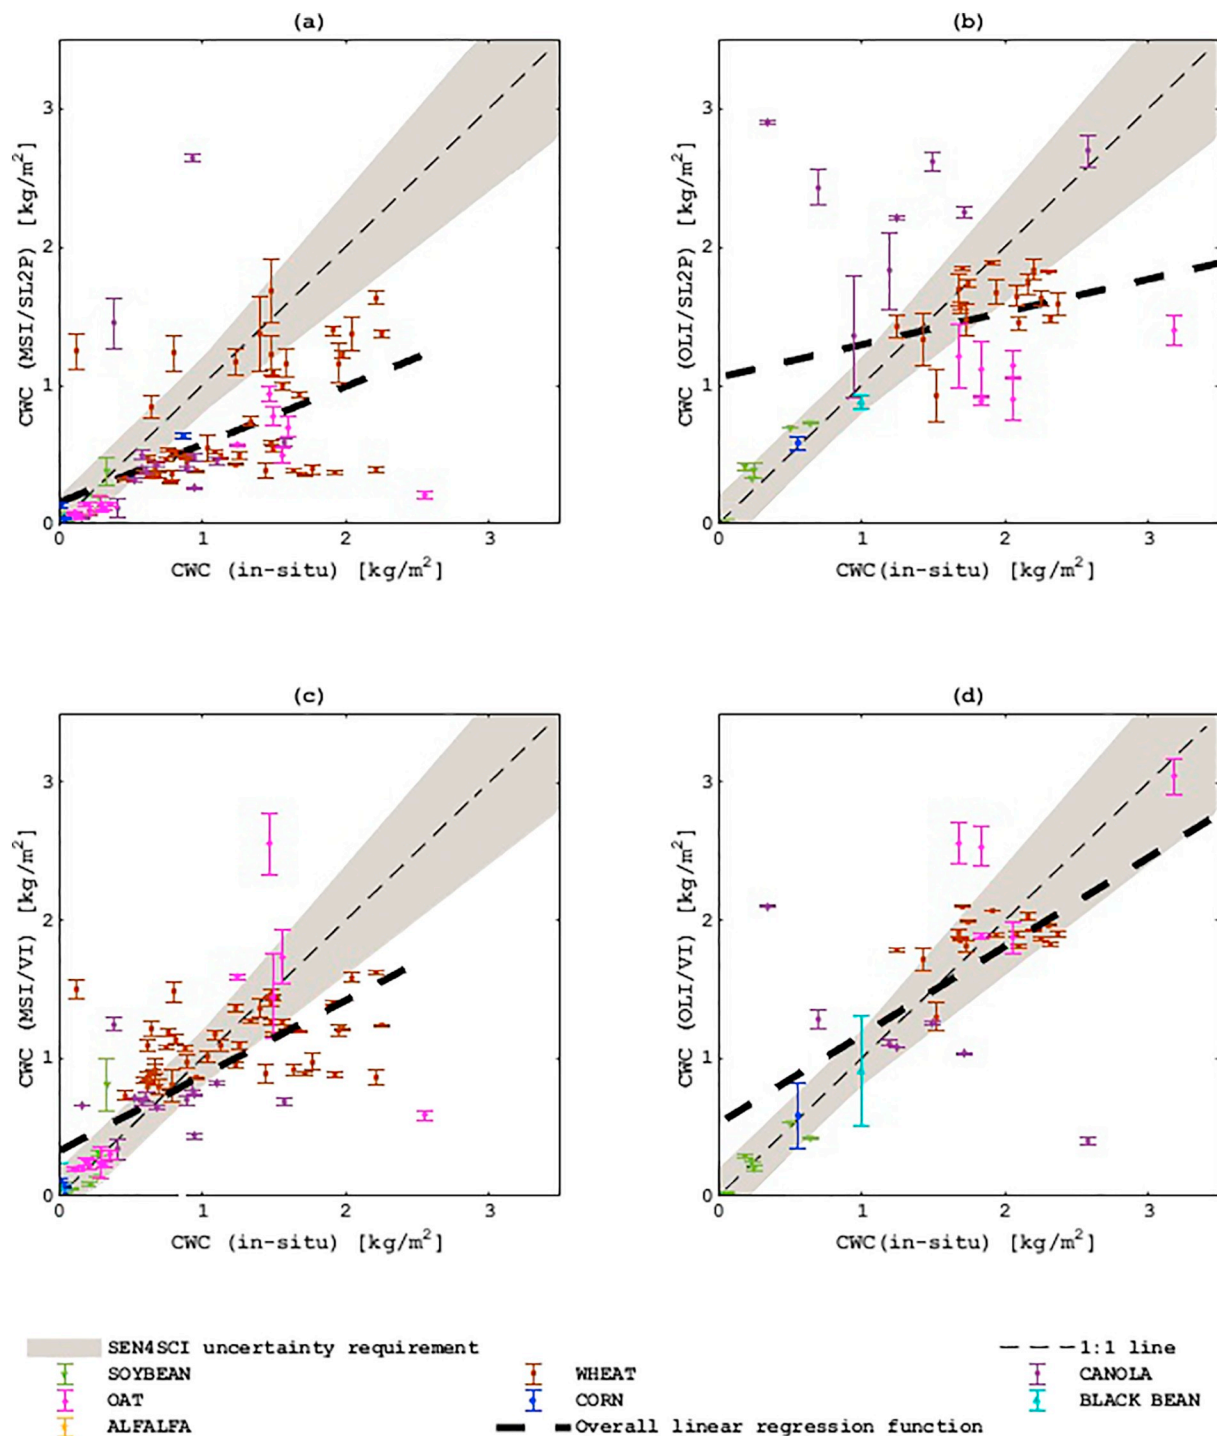 (a) (b)
3 3
2 2
1 1
0 0
CWC (MSI/SL2P) [kg/m²] CWC (OLI/SL2P) [kg/m²]
0 1 2 3 0 1 2 3
CWC (in-situ) [kg/m²] CWC(in-situ) [kg/m²]
(c) (d)
3 3
2 2
1 1
0 0
CWC (MSI/VI) [kg/m²] CWC (OLI/VI) [kg/m²]
0 1 2 3 0 1 2 3
CWC (in-situ) [kg/m²] CWC(in-situ) [kg/m²]
SEN4SCI uncertainty requirement 1:1 line
SOYBEAN WHEAT CANOLA
OAT CORN BLACK BEAN
ALFALFA Overall linear regression function